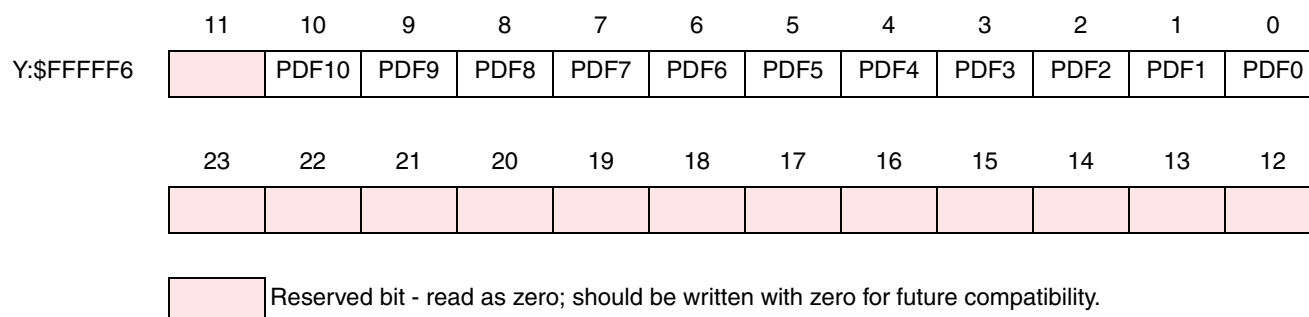 11 10 9 8 7 6 5 4 3 2 1 0
Y:$FFFFF6 PDF10 PDF9 PDF8 PDF7 PDF6 PDF5 PDF4 PDF3 PDF2 PDF1 PDF0
23 22 21 20 19 18 17 16 15 14 13 12
Reserved bit - read as zero; should be written with zero for future compatibility.